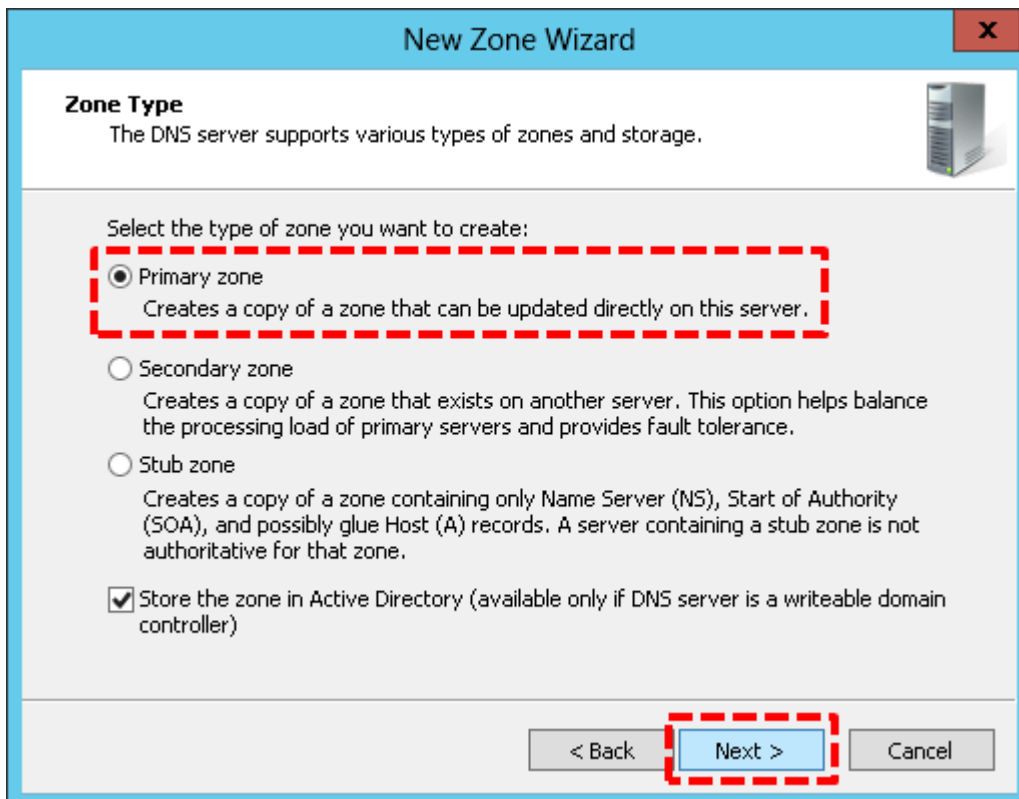 New Zone Wizard
x
Zone Type
The DNS server supports various types of zones and storage.
Select the type of zone you want to create:
Primary zone
Creates a copy of a zone that can be updated directly on this server.
Secondary zone
Creates a copy of a zone that exists on another server. This option helps balance
the processing load of primary servers and provides fault tolerance.
Stub zone
Creates a copy of a zone containing only Name Server (NS), Start of Authority
(SOA), and possibly glue Host (A) records. A server containing a stub zone is not
authoritative for that zone.
Store the zone in Active Directory (available only if DNS server is a writeable domain
controller)
< Back Next > Cancel